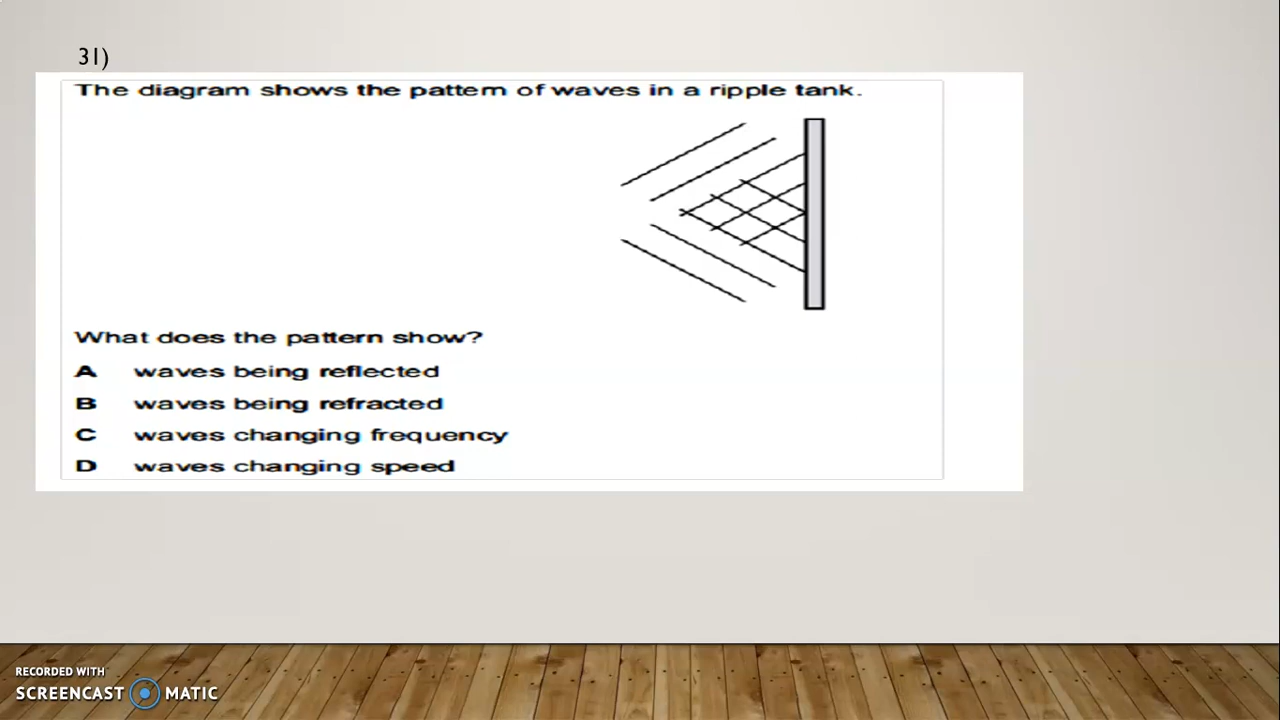 31)
The diagram shows the pattern of waves in a ripple tank.
What does the pattern show?
A waves being reflected
B waves being refracted
C waves changing frequency
D waves changing speed
RECORDED WITH
SCREENCAST MATIC